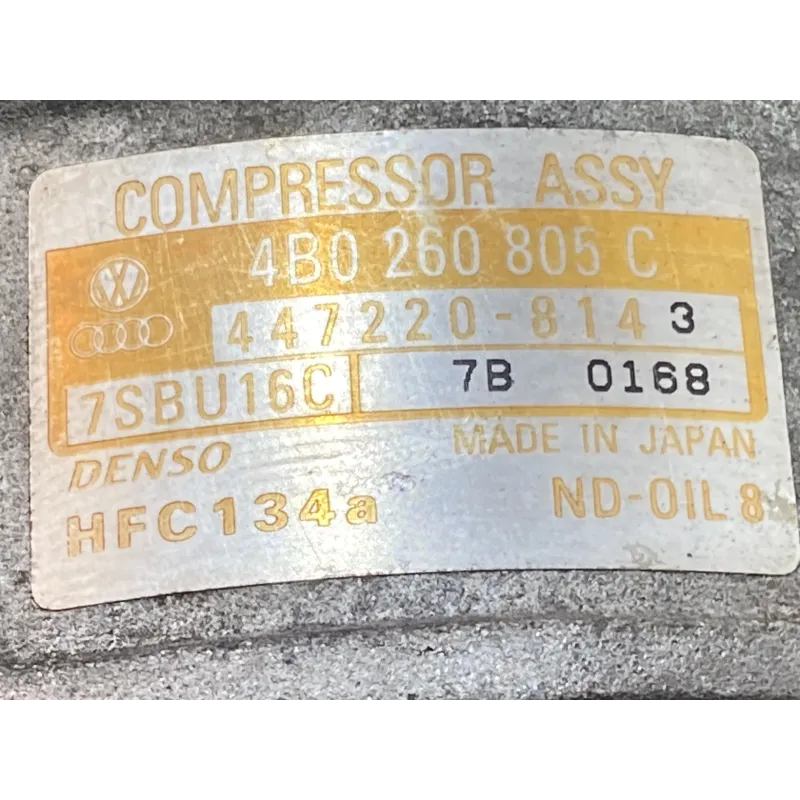 COMPRESSOR ASSY
4B0 260 805 C
447220-8143
7SBU16C 7B 0168
DENSO MADE IN JAPAN
HFC134a ND-OIL 8